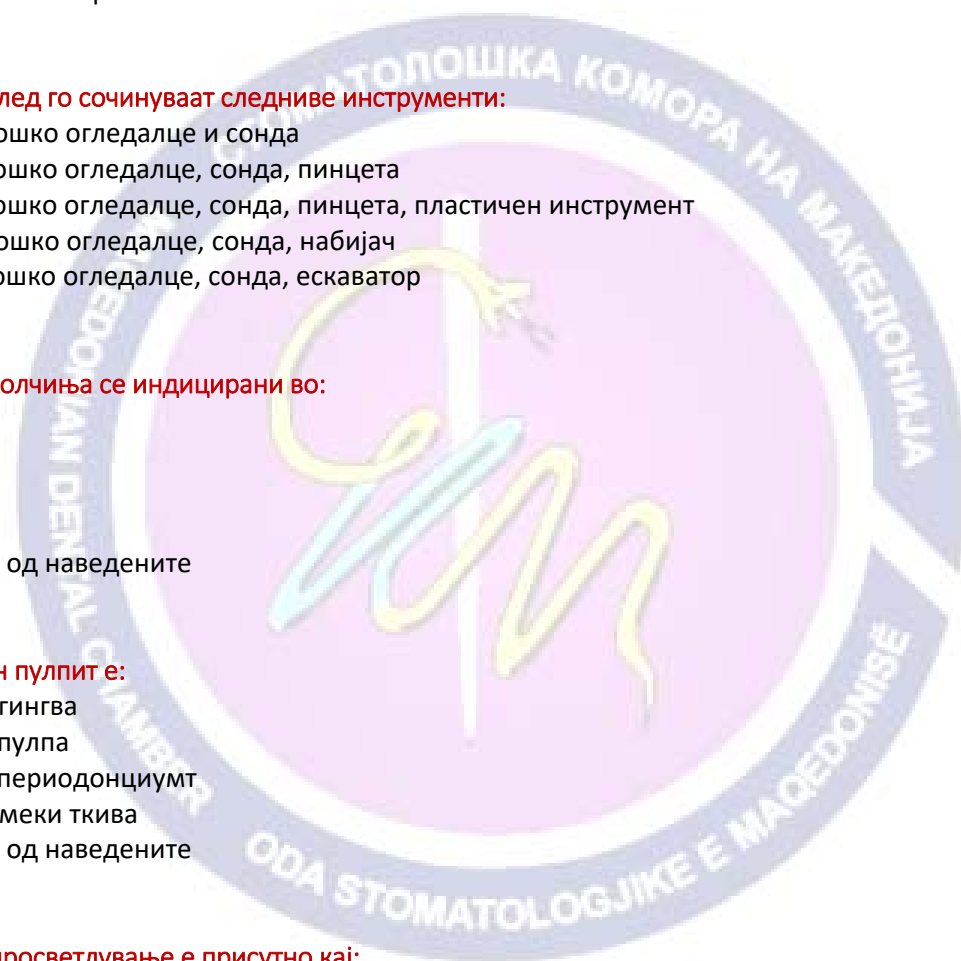 лед го сочинуваат следниве инструменти:
ошко огледалце и сонда
ошко огледалце, сонда, пинцета
ошко огледалце, сонда, пинцета, пластичен инструмент
ошко огледалце, сонда, набијач
ошко огледалце, сонда, ескаватор
олчиња се индицирани во:
од наведените
н пулпит е:
гингва
пулпа
периодонциумт
меки ткива
од наведените
просветлување е присутно кај:
СТОМАТОЛОШКА КОМОРА НА МАКЕДОНИЈА
MACEDONIAN DENTAL CHAMBER
ODA STOMATOLOGJIKE E MAQEDONISË